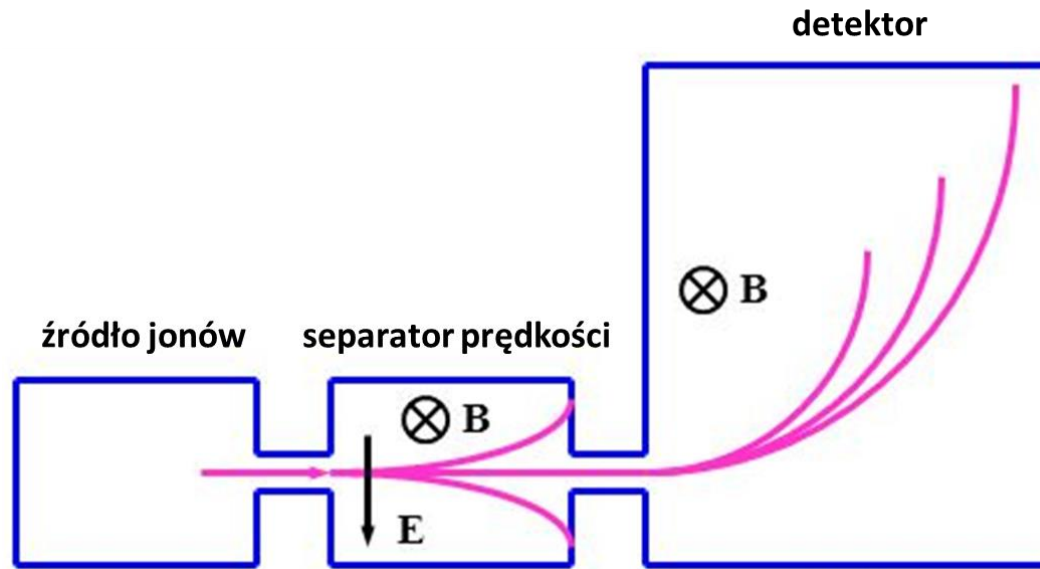 detektor
B
źródło jonów
separator prędkości
B
E